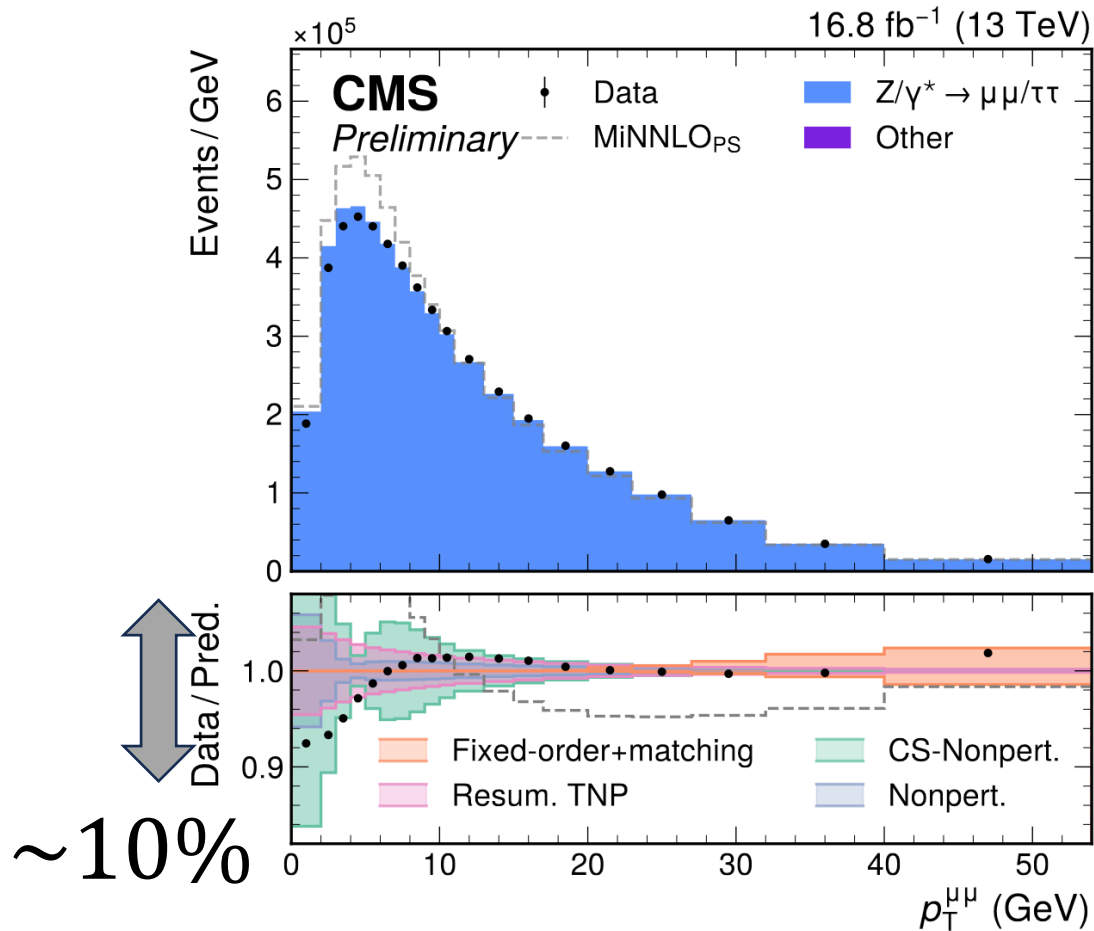 ×10⁵
16.8 fb⁻¹ (13 TeV)
Events/GeV
CMS
Preliminary
Data
MiNNLO_PS
Z/γ* → μμ/ττ
Other
6
5
4
3
2
1
0
Data/Pred.
1.0
0.9
Fixed-order+matching
CS-Nonpert.
Resum. TNP
Nonpert.
~10%
0 10 20 30 40 50
p_T^μμ (GeV)